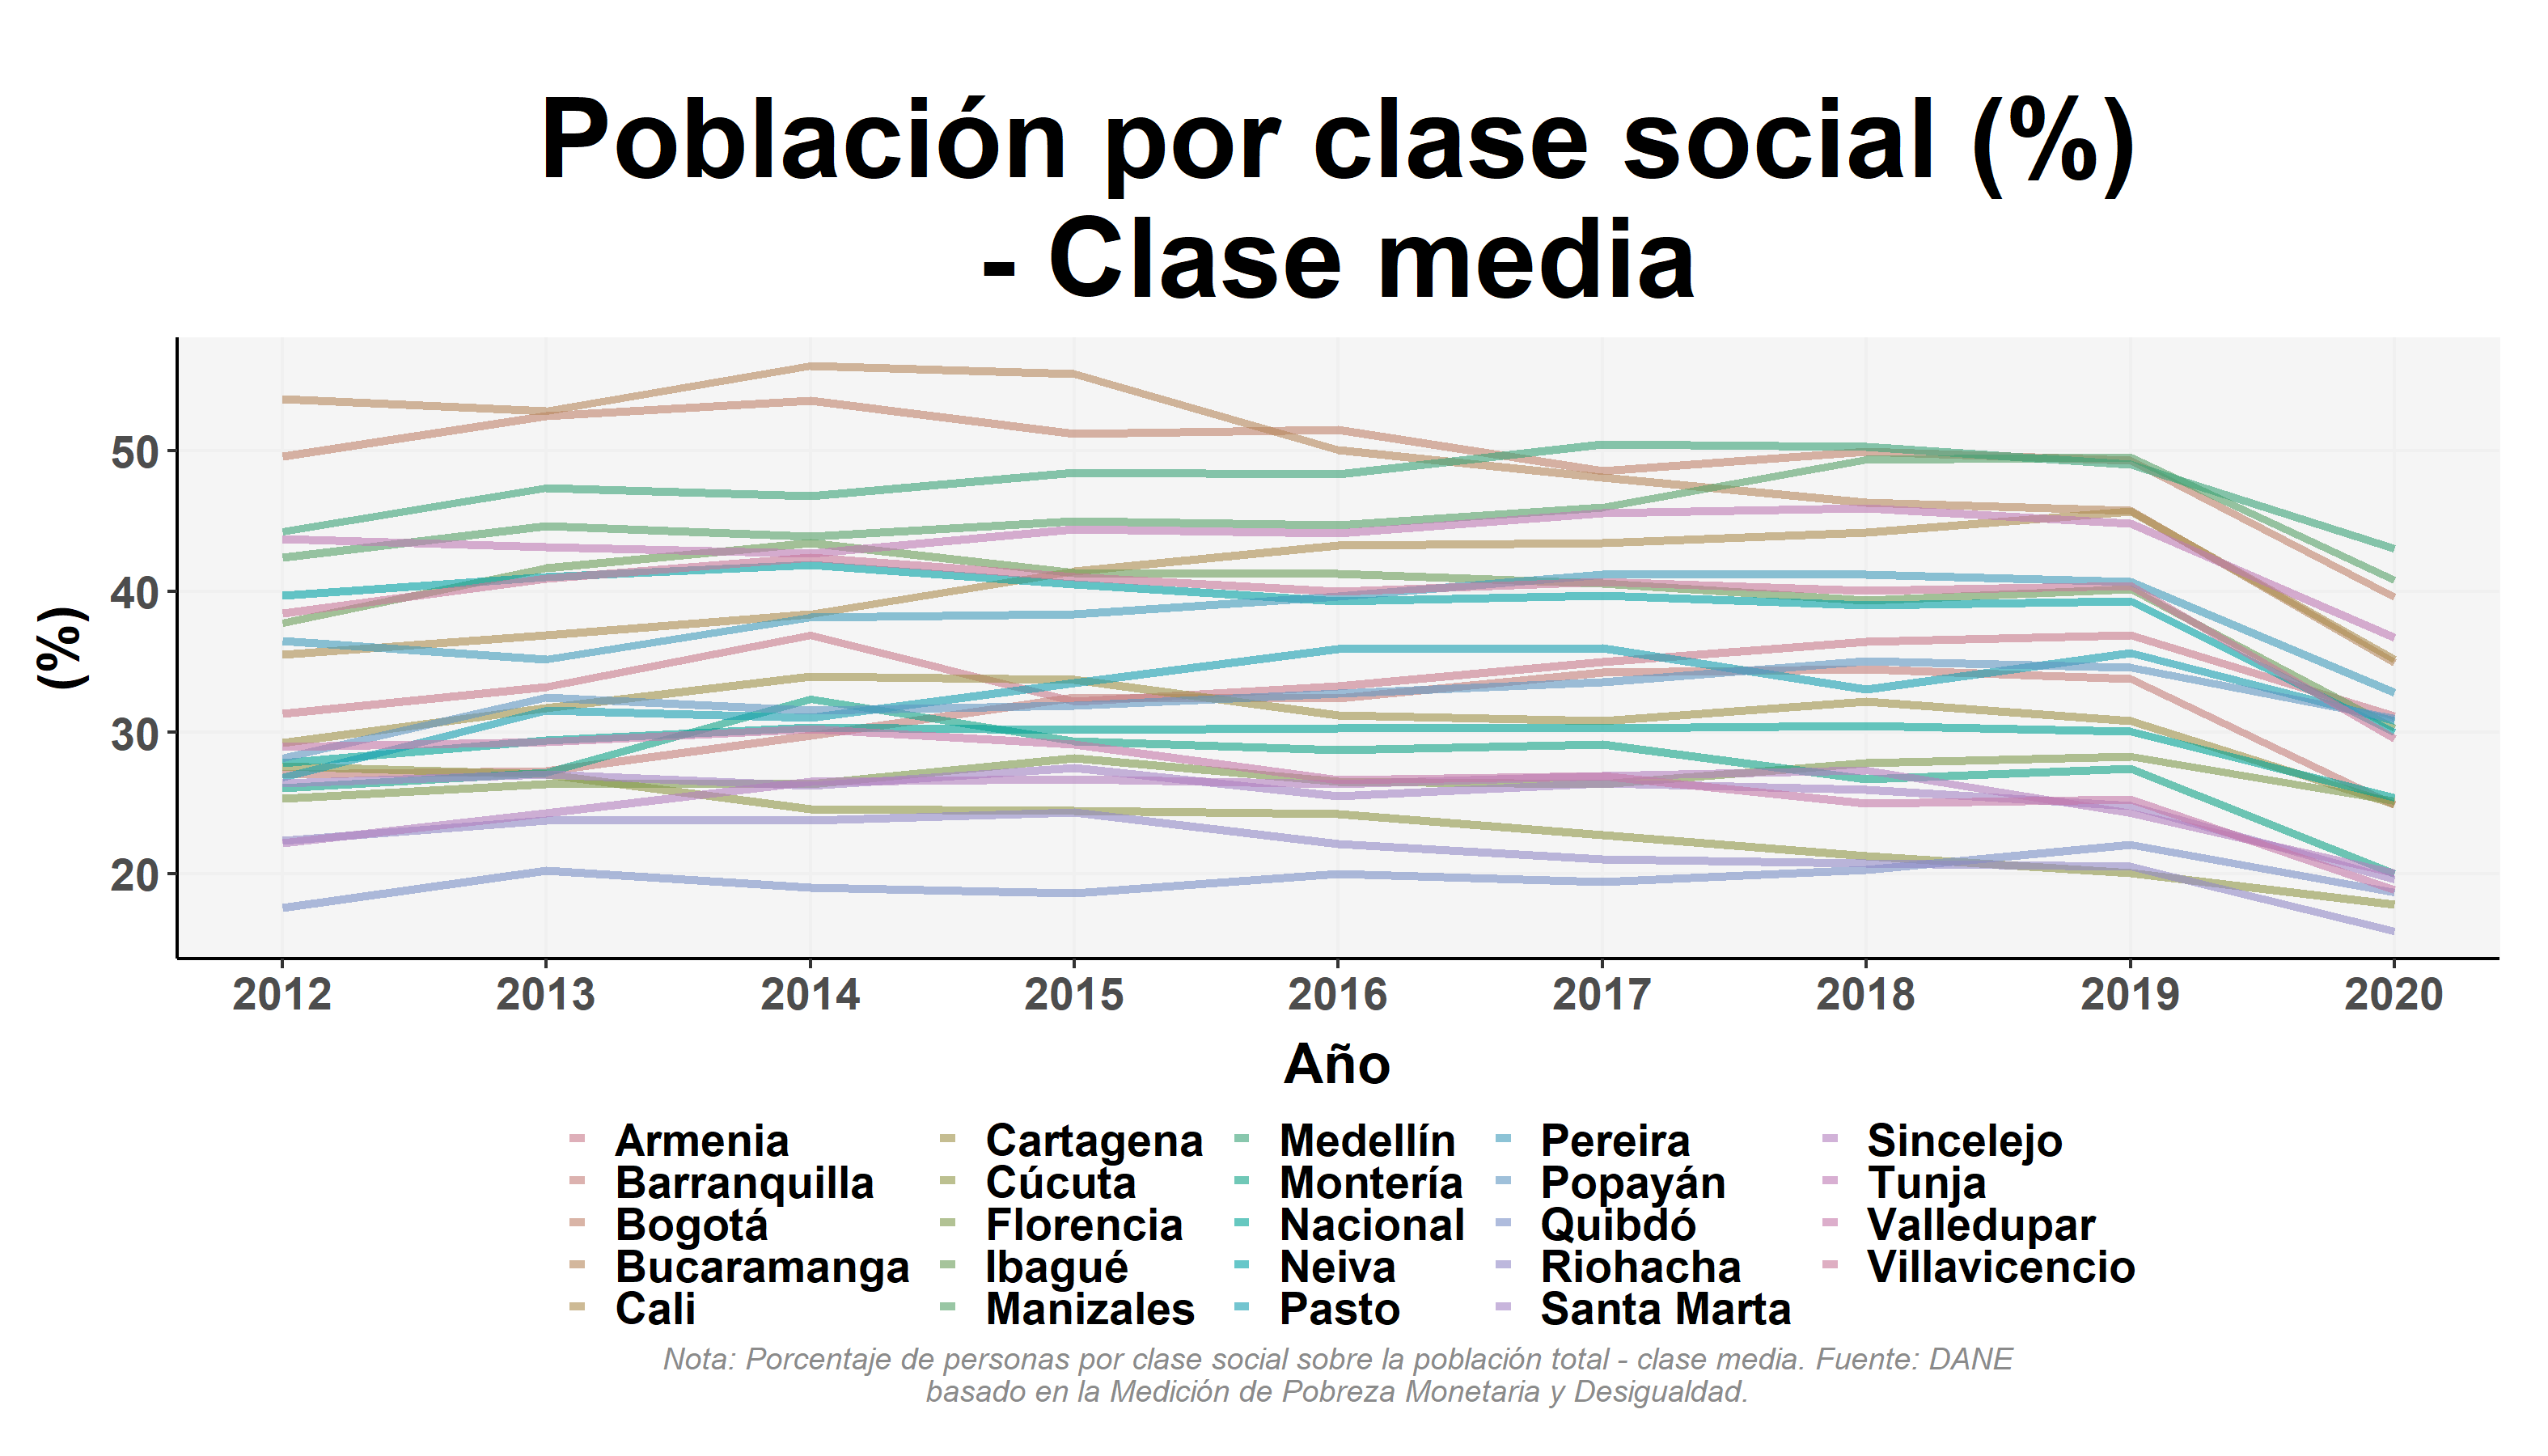 Población por clase social (%)
- Clase media
(%)
50
40
30
20
2012 2013 2014 2015 2016 2017 2018 2019 2020
Año
Armenia Cartagena Medellín Pereira Sincelejo
Barranquilla Cúcuta Montería Popayán Tunja
Bogotá Florencia Nacional Quibdó Valledupar
Bucaramanga Ibagué Neiva Riohacha Villavicencio
Cali Manizales Pasto Santa Marta
Nota: Porcentaje de personas por clase social sobre la población total - clase media. Fuente: DANE
basado en la Medición de Pobreza Monetaria y Desigualdad.